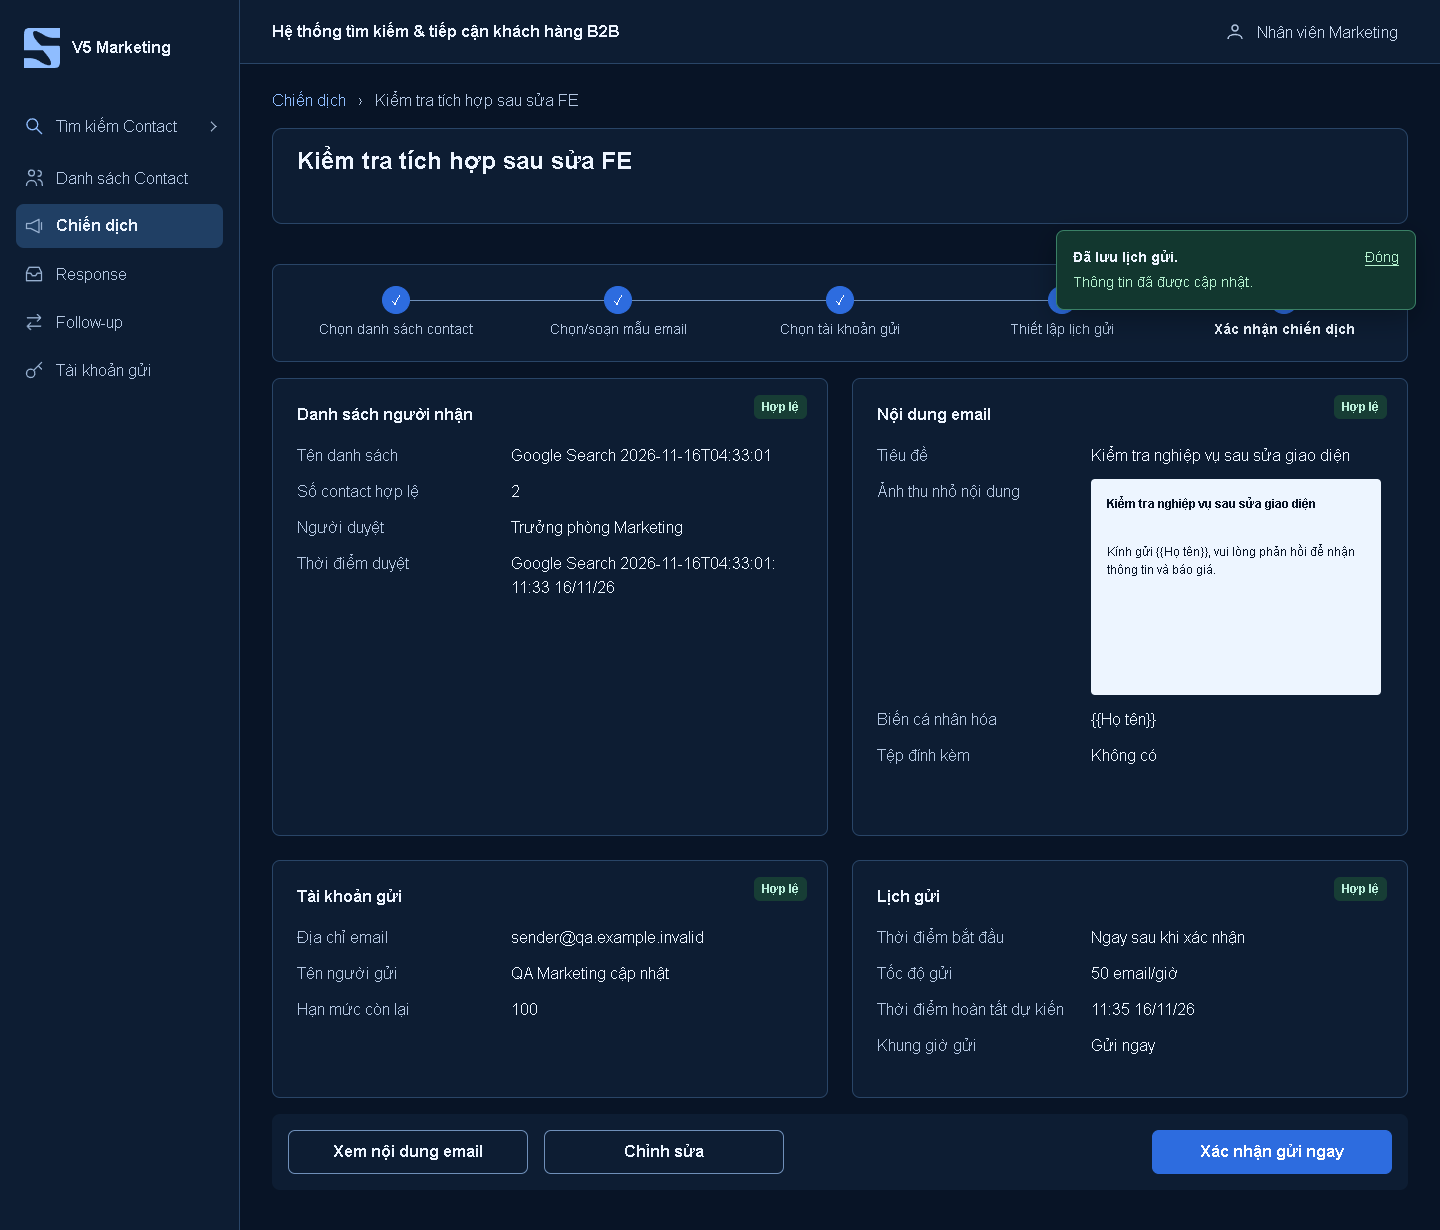 V5 Marketing
Hệ thống tìm kiếm & tiếp cận khách hàng B2B
Nhân viên Marketing
Tìm kiếm Contact
Danh sách Contact
Chiến dịch
Response
Follow-up
Tài khoản gửi
Chiến dịch › Kiểm tra tích hợp sau sửa FE
Kiểm tra tích hợp sau sửa FE
Đã lưu lịch gửi.
Đóng
Thông tin đã được cập nhật.
Chọn danh sách contact
Chọn/soạn mẫu email
Chọn tài khoản gửi
Thiết lập lịch gửi
Xác nhận chiến dịch
Danh sách người nhận
Hợp lệ
Tên danh sách
Google Search 2026-11-16T04:33:01
Số contact hợp lệ
2
Người duyệt
Trưởng phòng Marketing
Thời điểm duyệt
Google Search 2026-11-16T04:33:01:
11:33 16/11/26
Nội dung email
Hợp lệ
Tiêu đề
Kiểm tra nghiệp vụ sau sửa giao diện
Ảnh thu nhỏ nội dung
Kiểm tra nghiệp vụ sau sửa giao diện
Kính gửi {{Họ tên}}, vui lòng phản hồi để nhận
thông tin và báo giá.
Biến cá nhân hóa
{{Họ tên}}
Tệp đính kèm
Không có
Tài khoản gửi
Hợp lệ
Địa chỉ email
sender@qa.example.invalid
Tên người gửi
QA Marketing cập nhật
Hạn mức còn lại
100
Lịch gửi
Hợp lệ
Thời điểm bắt đầu
Ngay sau khi xác nhận
Tốc độ gửi
50 email/giờ
Thời điểm hoàn tất dự kiến
11:35 16/11/26
Khung giờ gửi
Gửi ngay
Xem nội dung email
Chỉnh sửa
Xác nhận gửi ngay